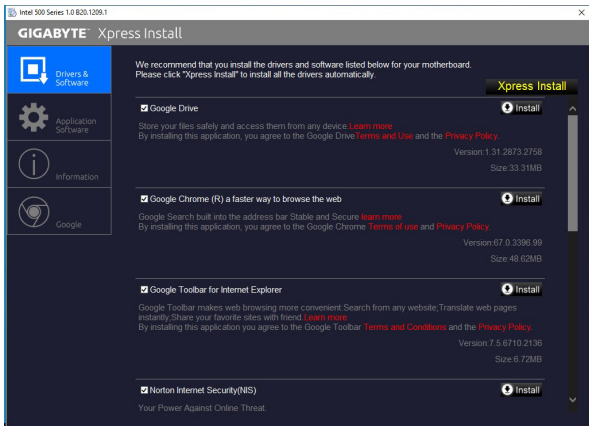 Intel 500 Series 1.0 B20.1209.1
GIGABYTE™ Xpress Install
Drivers & Software
Application Software
Information
Google
We recommend that you install the drivers and software listed below for your motherboard.
Please click "Xpress Install" to install all the drivers automatically.
Xpress Install
Google Drive
Install
Store your files safely and access them from any device.Learn more
By installing this application, you agree to the Google DriveTerms and Use and the Privacy Policy.
Version:1.31.2873.2758
Size:33.31MB
Google Chrome (R) a faster way to browse the web
Install
Google Search built into the address bar Stable and Secure learn more
By installing this application, you agree to the Google Chrome Terms of use and Privacy Policy.
Version:67.0.3396.99
Size:48.62MB
Google Toolbar for Internet Explorer
Install
Google Toolbar makes web browsing more convenient.Search from any website;Translate web pages
instantly;Share your favorite sites with friend.Learn more
By installing this application you agree to the Google Toolbar Terms and Conditions and the Privacy Policy.
Version:7.5.6710.2136
Size:6.72MB
Norton Internet Security(NIS)
Install
Your Power Against Online Threat.